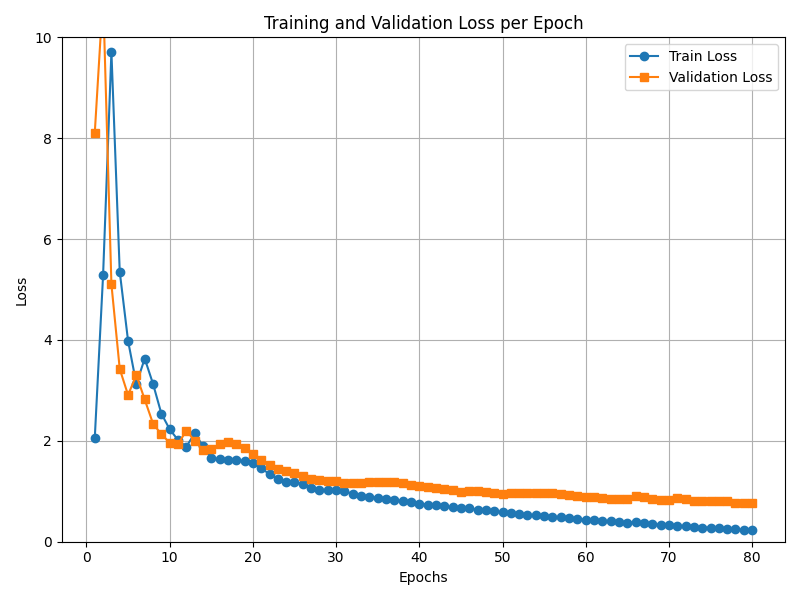 Training and Validation Loss per Epoch
Train Loss
Validation Loss
10
8
6
4
2
0
Loss
0 10 20 30 40 50 60 70 80
Epochs